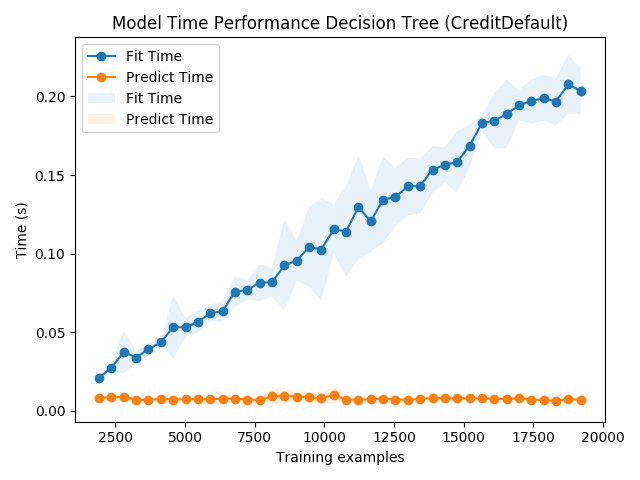 Model Time Performance Decision Tree (CreditDefault)
Fit Time
Predict Time
Fit Time
Predict Time
0.20
0.15
0.10
0.05
0.00
Time (s)
2500 5000 7500 10000 12500 15000 17500 20000
Training examples